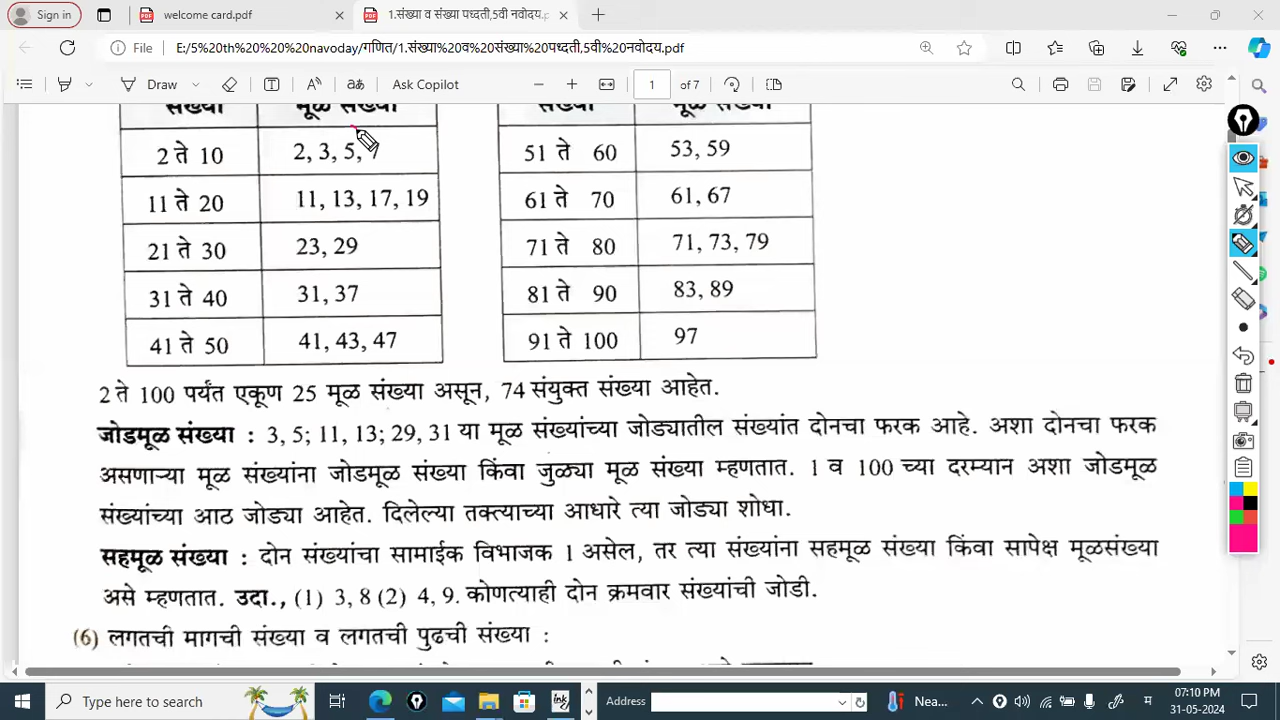 Sign in
welcome card.pdf
1.संख्या व संख्या पध्दती,5वी नवोदय.p
File
E:/5%20th%20%20%20navoday/गणित/1.संख्या%20व%20संख्या%20पध्दती,5वी%20नवोदय.pdf
Draw
Ask Copilot
1
of 7
संख्या मूळ संख्या संख्या मूळ संख्या
2 ते 10 2, 3, 5, 7 51 ते 60 53, 59
11 ते 20 11, 13, 17, 19 61 ते 70 61, 67
21 ते 30 23, 29 71 ते 80 71, 73, 79
31 ते 40 31, 37 81 ते 90 83, 89
41 ते 50 41, 43, 47 91 ते 100 97
2 ते 100 पर्यंत एकूण 25 मूळ संख्या असून, 74 संयुक्त संख्या आहेत.
जोडमूळ संख्या : 3, 5; 11, 13; 29, 31 या मूळ संख्यांच्या जोड्यातील संख्यांत दोनचा फरक आहे. अशा दोनचा फरक
असणाऱ्या मूळ संख्यांना जोडमूळ संख्या किंवा जुळ्या मूळ संख्या म्हणतात. 1 व 100 च्या दरम्यान अशा जोडमूळ
संख्यांच्या आठ जोड्या आहेत. दिलेल्या तक्त्याच्या आधारे त्या जोड्या शोधा.
सहमूळ संख्या : दोन संख्यांचा सामाईक विभाजक 1 असेल, तर त्या संख्यांना सहमूळ संख्या किंवा सापेक्ष मूळसंख्या
असे म्हणतात. उदा., (1) 3, 8 (2) 4, 9. कोणत्याही दोन क्रमवार संख्यांची जोडी.
(6) लगतची मागची संख्या व लगतची पुढची संख्या :
Type here to search
Address
Nea...
म
07:10 PM
31-05-2024